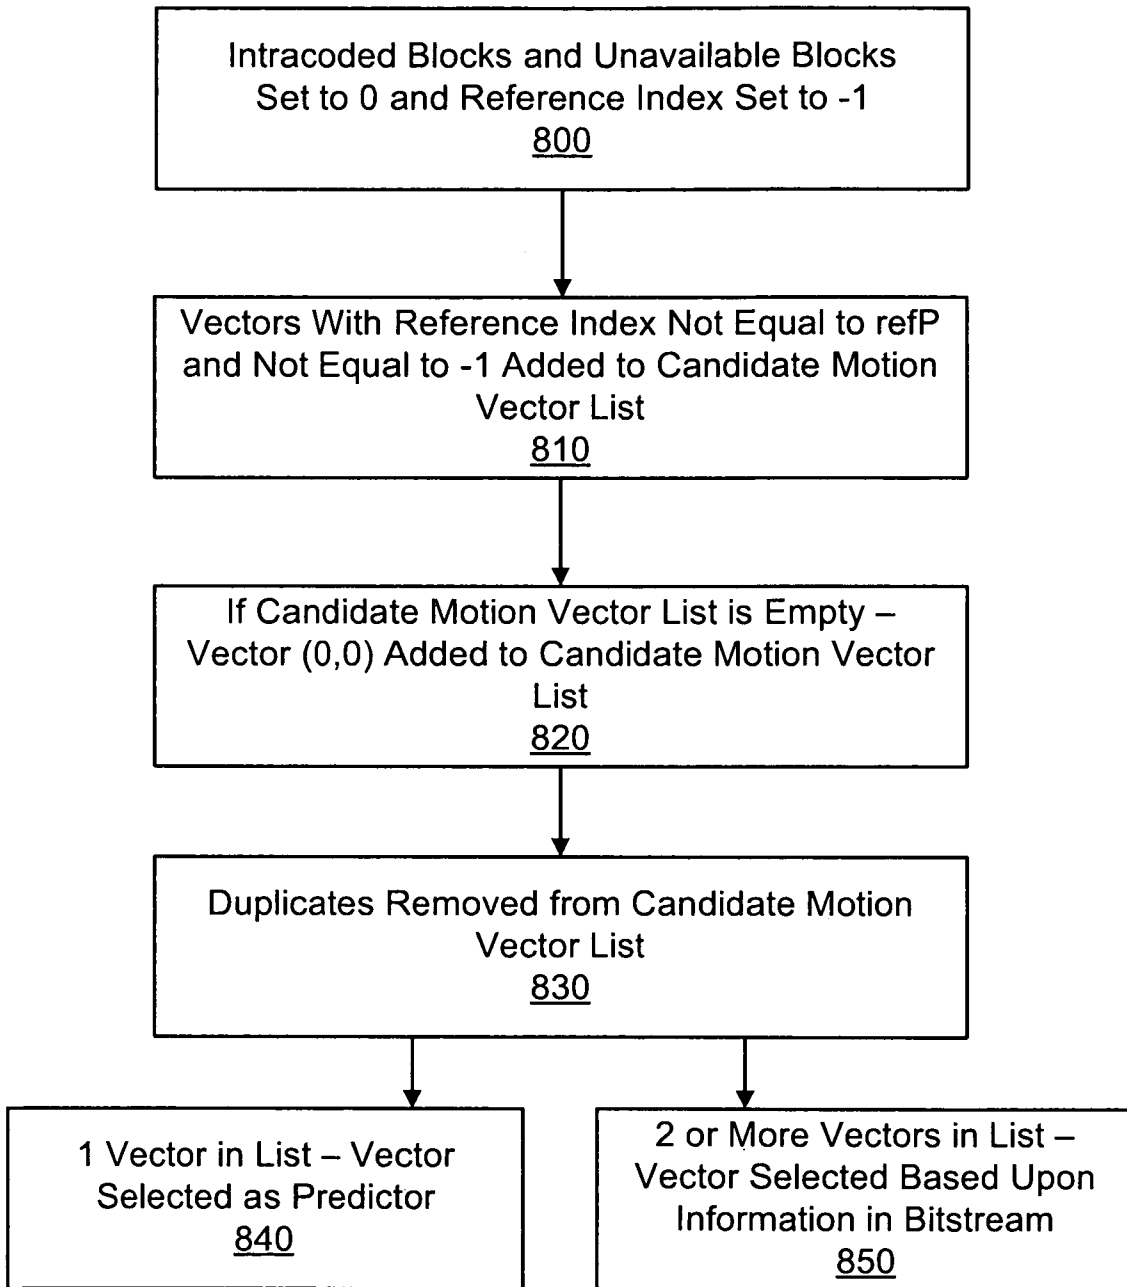 Intracoded Blocks and Unavailable Blocks
Set to 0 and Reference Index Set to -1
800
Vectors With Reference Index Not Equal to refP
and Not Equal to -1 Added to Candidate Motion
Vector List
810
If Candidate Motion Vector List is Empty –
Vector (0,0) Added to Candidate Motion Vector
List
820
Duplicates Removed from Candidate Motion
Vector List
830
1 Vector in List – Vector
Selected as Predictor
840
2 or More Vectors in List –
Vector Selected Based Upon
Information in Bitstream
850